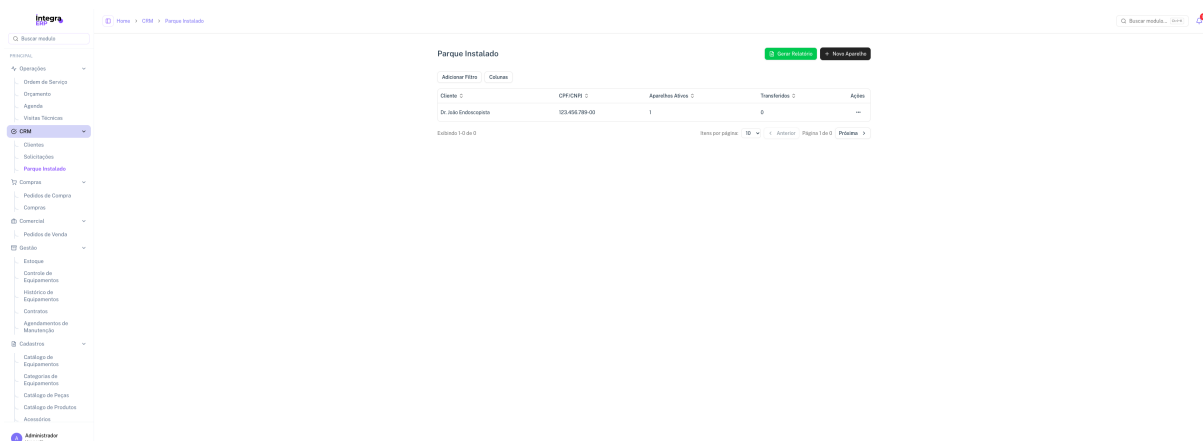 Integra
ERP
Buscar modulo
PRINCIPAL
Operações
Ordem de Serviço
Orçamento
Agenda
Visitas Técnicas
CRM
Clientes
Solicitações
Parque Instalado
Compras
Pedidos de Compra
Compras
Comercial
Pedidos de Venda
Gestão
Estoque
Controle de
Equipamentos
Histórico de
Equipamentos
Contratos
Agendamentos de
Manutenção
Cadastros
Catálogo de
Equipamentos
Categorias de
Equipamentos
Catálogo de Peças
Catálogo de Produtos
Acessórios
A Administrador
Home > CRM > Parque Instalado
Buscar modulo...
Parque Instalado
Gerar Relatório + Novo Aparelho
Adicionar Filtro Colunas
Cliente CPF/CNPJ Aparelhos Ativos Transferidos Ações
Dr. João Endoscopista 123.456.789-00 1 0 ...
Exibindo 1-0 de 0 Itens por página: 10 < Anterior Página 1 de 0 Próxima >